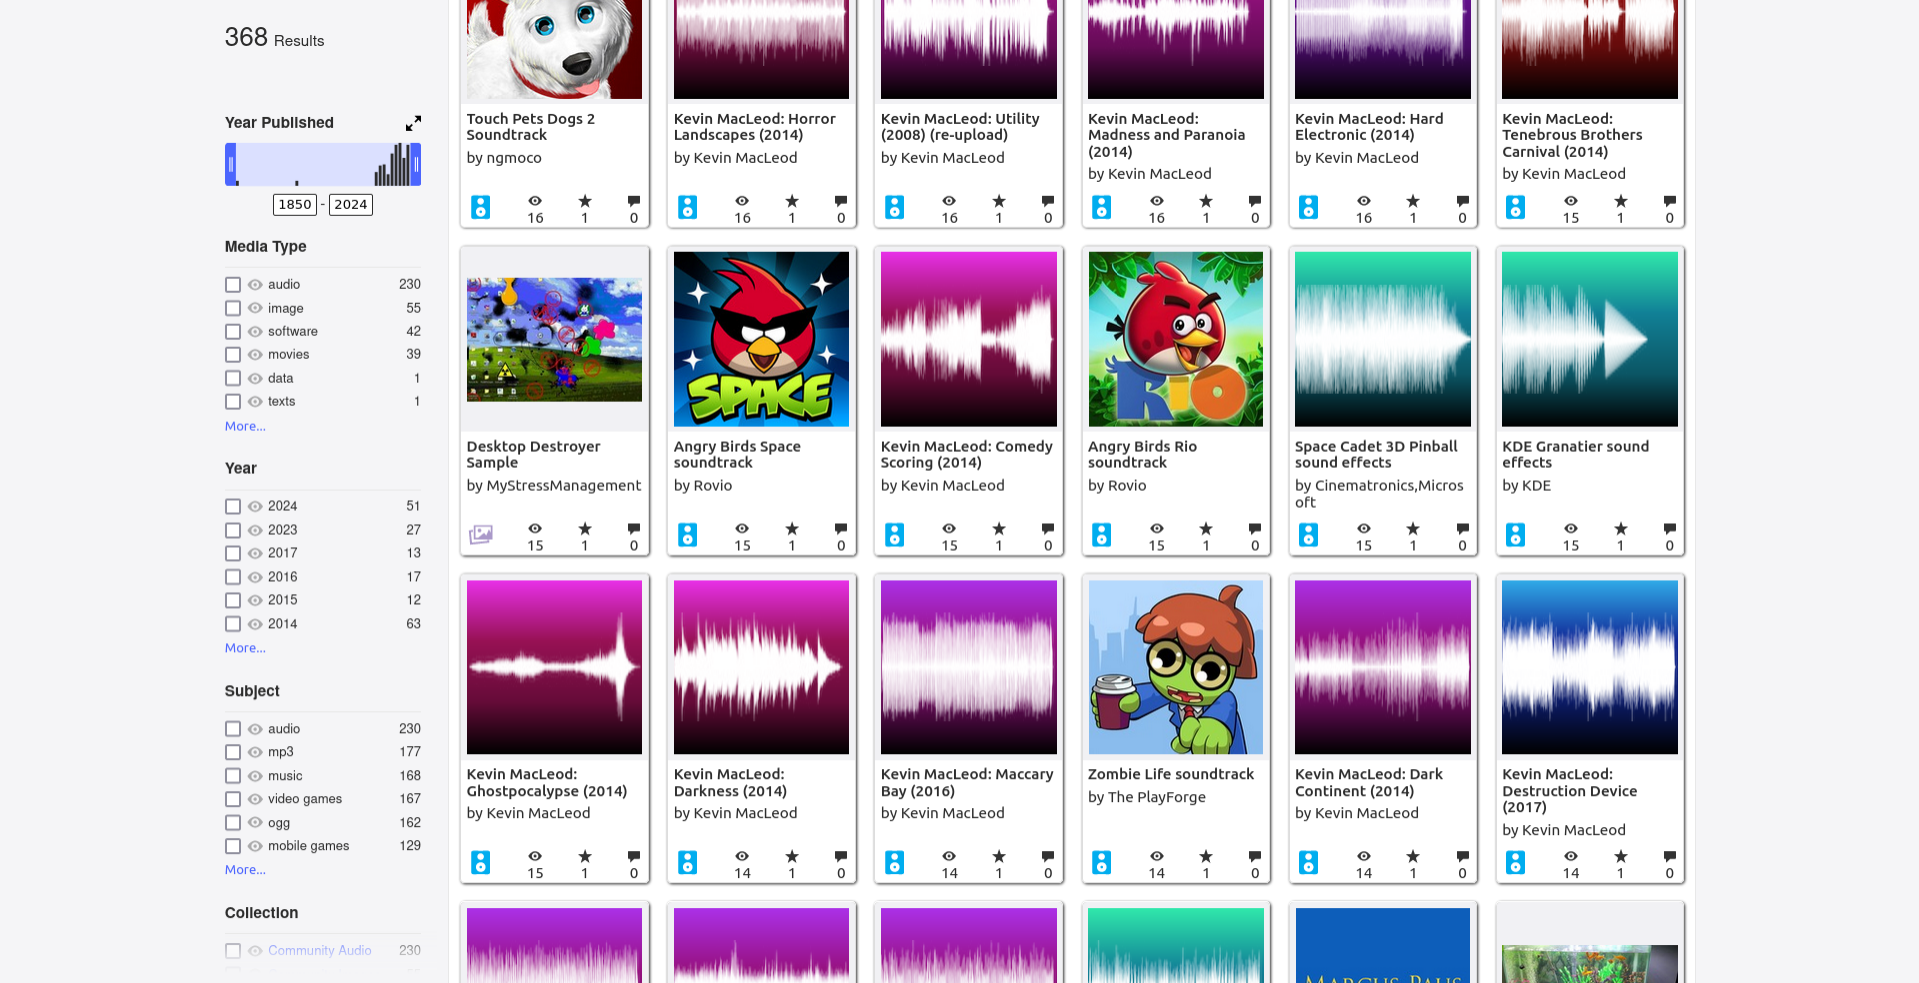 368 Results
Year Published
1850 - 2024
Media Type
audio 230
image 55
software 42
movies 39
data 1
texts 1
More...
Year
2024 51
2023 27
2017 13
2016 17
2015 12
2014 63
More...
Subject
audio 230
mp3 177
music 168
video games 167
ogg 162
mobile games 129
More...
Collection
Community Audio 230
Touch Pets Dogs 2
Soundtrack
by ngmoco
16 1 0
Kevin MacLeod: Horror
Landscapes (2014)
by Kevin MacLeod
16 1 0
Kevin MacLeod: Utility
(2008) (re-upload)
by Kevin MacLeod
16 1 0
Kevin MacLeod:
Madness and Paranoia
(2014)
by Kevin MacLeod
16 1 0
Kevin MacLeod: Hard
Electronic (2014)
by Kevin MacLeod
16 1 0
Kevin MacLeod:
Tenebrous Brothers
Carnival (2014)
by Kevin MacLeod
15 1 0
Desktop Destroyer
Sample
by MyStressManagement
15 1 0
SPACE
Angry Birds Space
soundtrack
by Rovio
15 1 0
Kevin MacLeod: Comedy
Scoring (2014)
by Kevin MacLeod
15 1 0
RIO
Angry Birds Rio
soundtrack
by Rovio
15 1 0
Space Cadet 3D Pinball
sound effects
by Cinematronics,Micros
oft
15 1 0
KDE Granatier sound
effects
by KDE
15 1 0
Kevin MacLeod:
Ghostpocalypse (2014)
by Kevin MacLeod
15 1 0
Kevin MacLeod:
Darkness (2014)
by Kevin MacLeod
14 1 0
Kevin MacLeod: Maccary
Bay (2016)
by Kevin MacLeod
14 1 0
Zombie Life soundtrack
by The PlayForge
14 1 0
Kevin MacLeod: Dark
Continent (2014)
by Kevin MacLeod
14 1 0
Kevin MacLeod:
Destruction Device
(2017)
by Kevin MacLeod
14 1 0
MARCUS PAUS